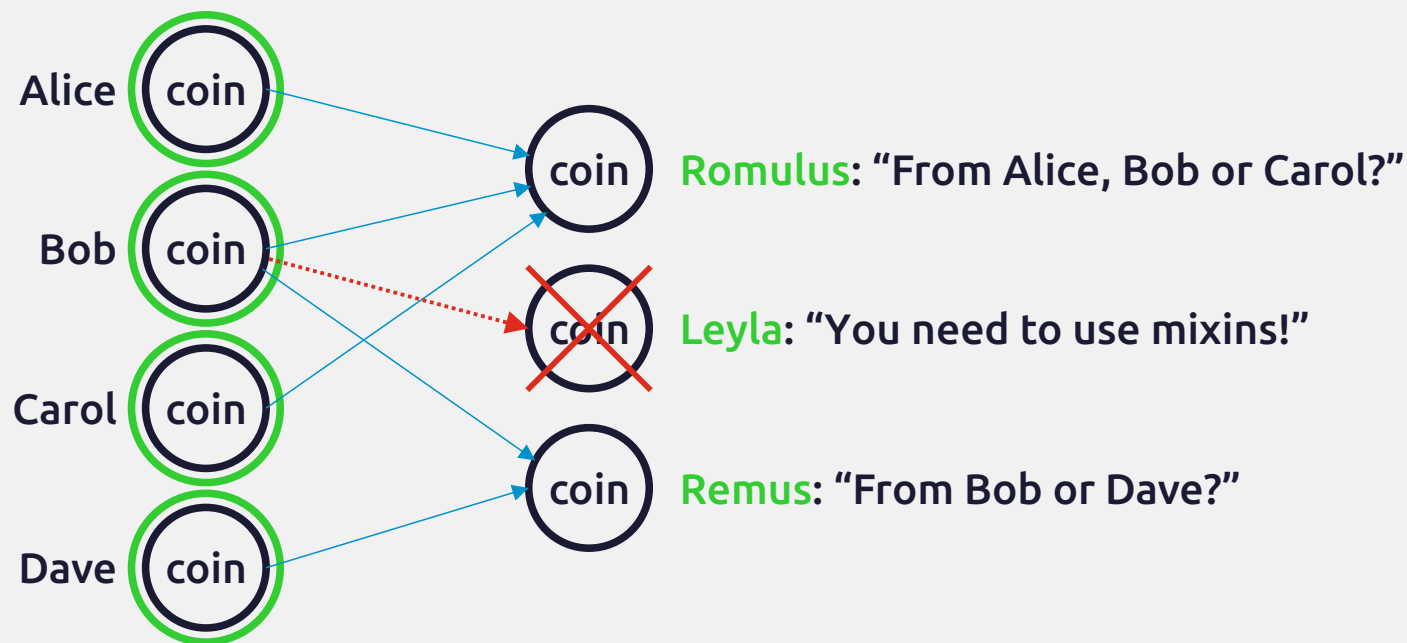 Alice
coin
coin
Romulus: “From Alice, Bob or Carol?”
Bob
coin
coin
Leyla: “You need to use mixins!”
Carol
coin
coin
Remus: “From Bob or Dave?”
Dave
coin